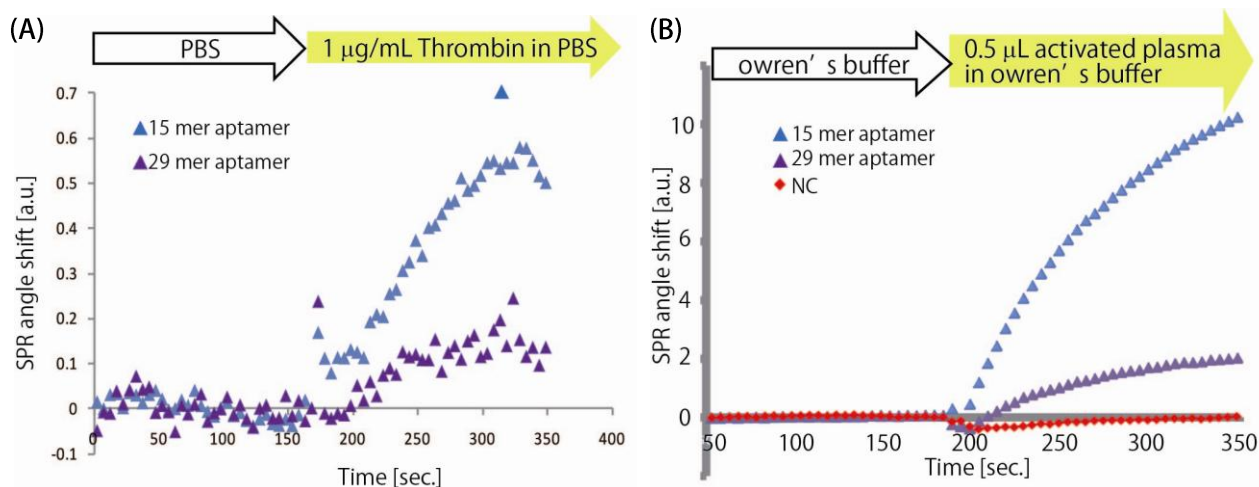 (A)
PBS
1 μg/mL Thrombin in PBS
0.7
0.6
0.5
0.4
0.3
0.2
0.1
0
-0.1
15 mer aptamer
29 mer aptamer
SPR angle shift [a.u.]
0 50 100 150 200 250 300 350 400
Time [sec.]
(B)
owren' s buffer
0.5 μL activated plasma
in owren' s buffer
10
8
6
4
2
0
15 mer aptamer
29 mer aptamer
NC
SPR angle shift [a.u.]
50 100 150 200 250 300 350
Time [sec.]